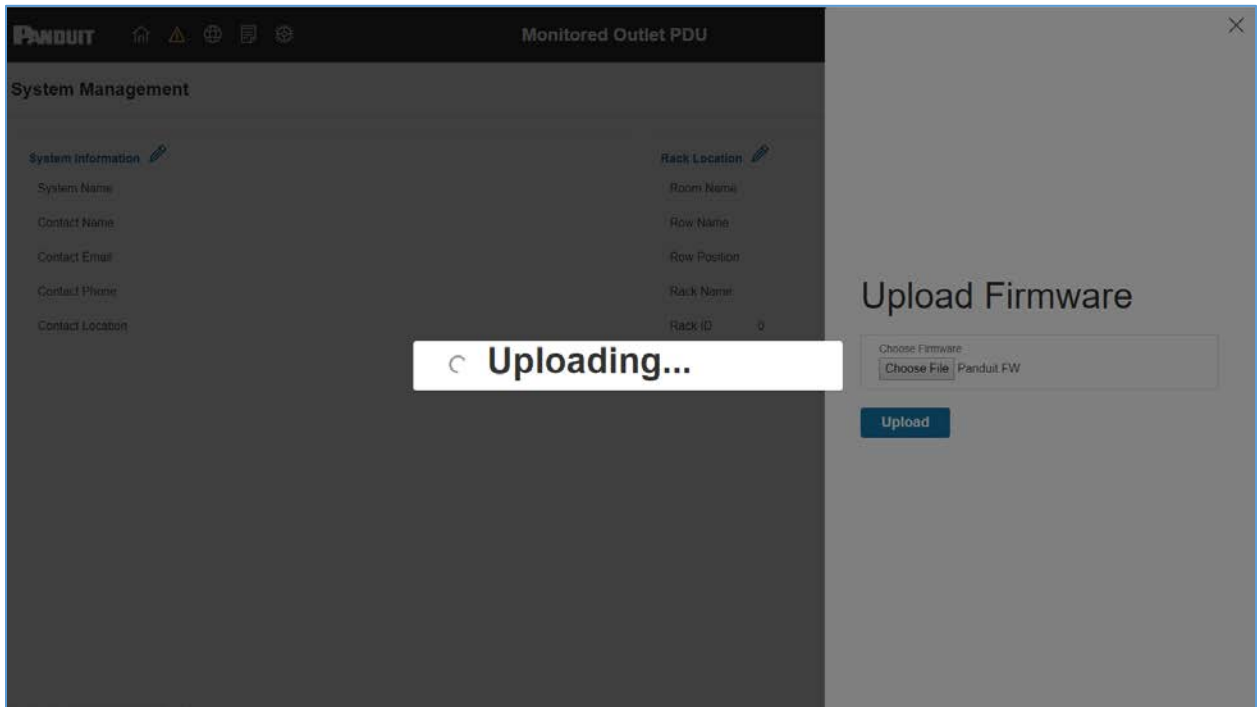 PANDUIT
Monitored Outlet PDU
System Management
System Information
System Name
Contact Name
Contact Email
Contact Phone
Contact Location
Rack Location
Room Name
Row Name
Row Position
Rack Name
Rack ID 0
Uploading...
Upload Firmware
Choose Firmware
Choose File Panduit FW
Upload